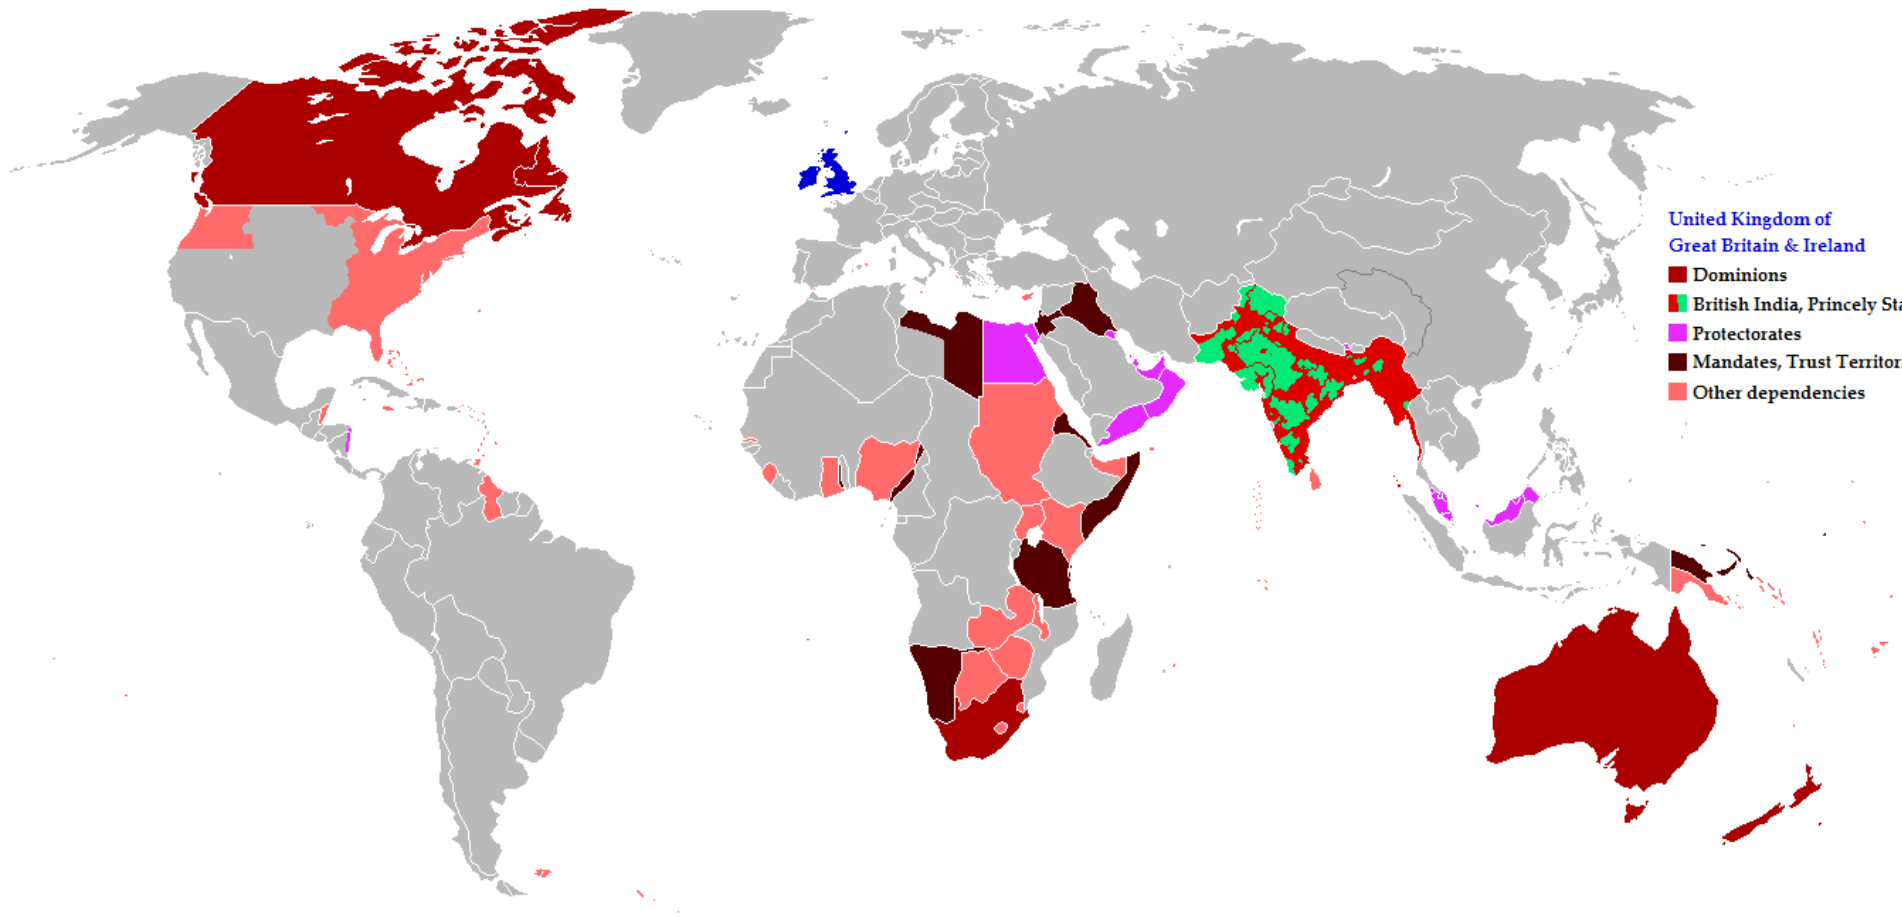 United Kingdom of
Great Britain & Ireland
Dominions
British India, Princely Sta
Protectorates
Mandates, Trust Territor
Other dependencies